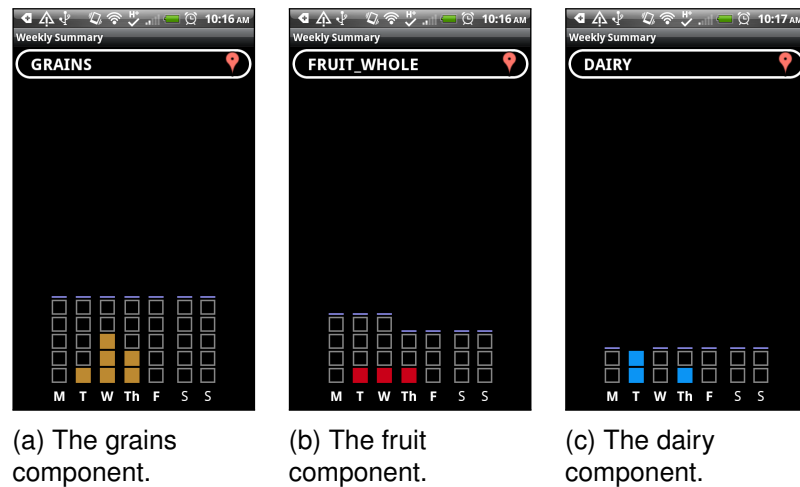 10:16 AM
Weekly Summary
GRAINS
M T W Th F S S
(a) The grains
component.
10:16 AM
Weekly Summary
FRUIT_WHOLE
M T W Th F S S
(b) The fruit
component.
10:17 AM
Weekly Summary
DAIRY
M T W Th F S S
(c) The dairy
component.